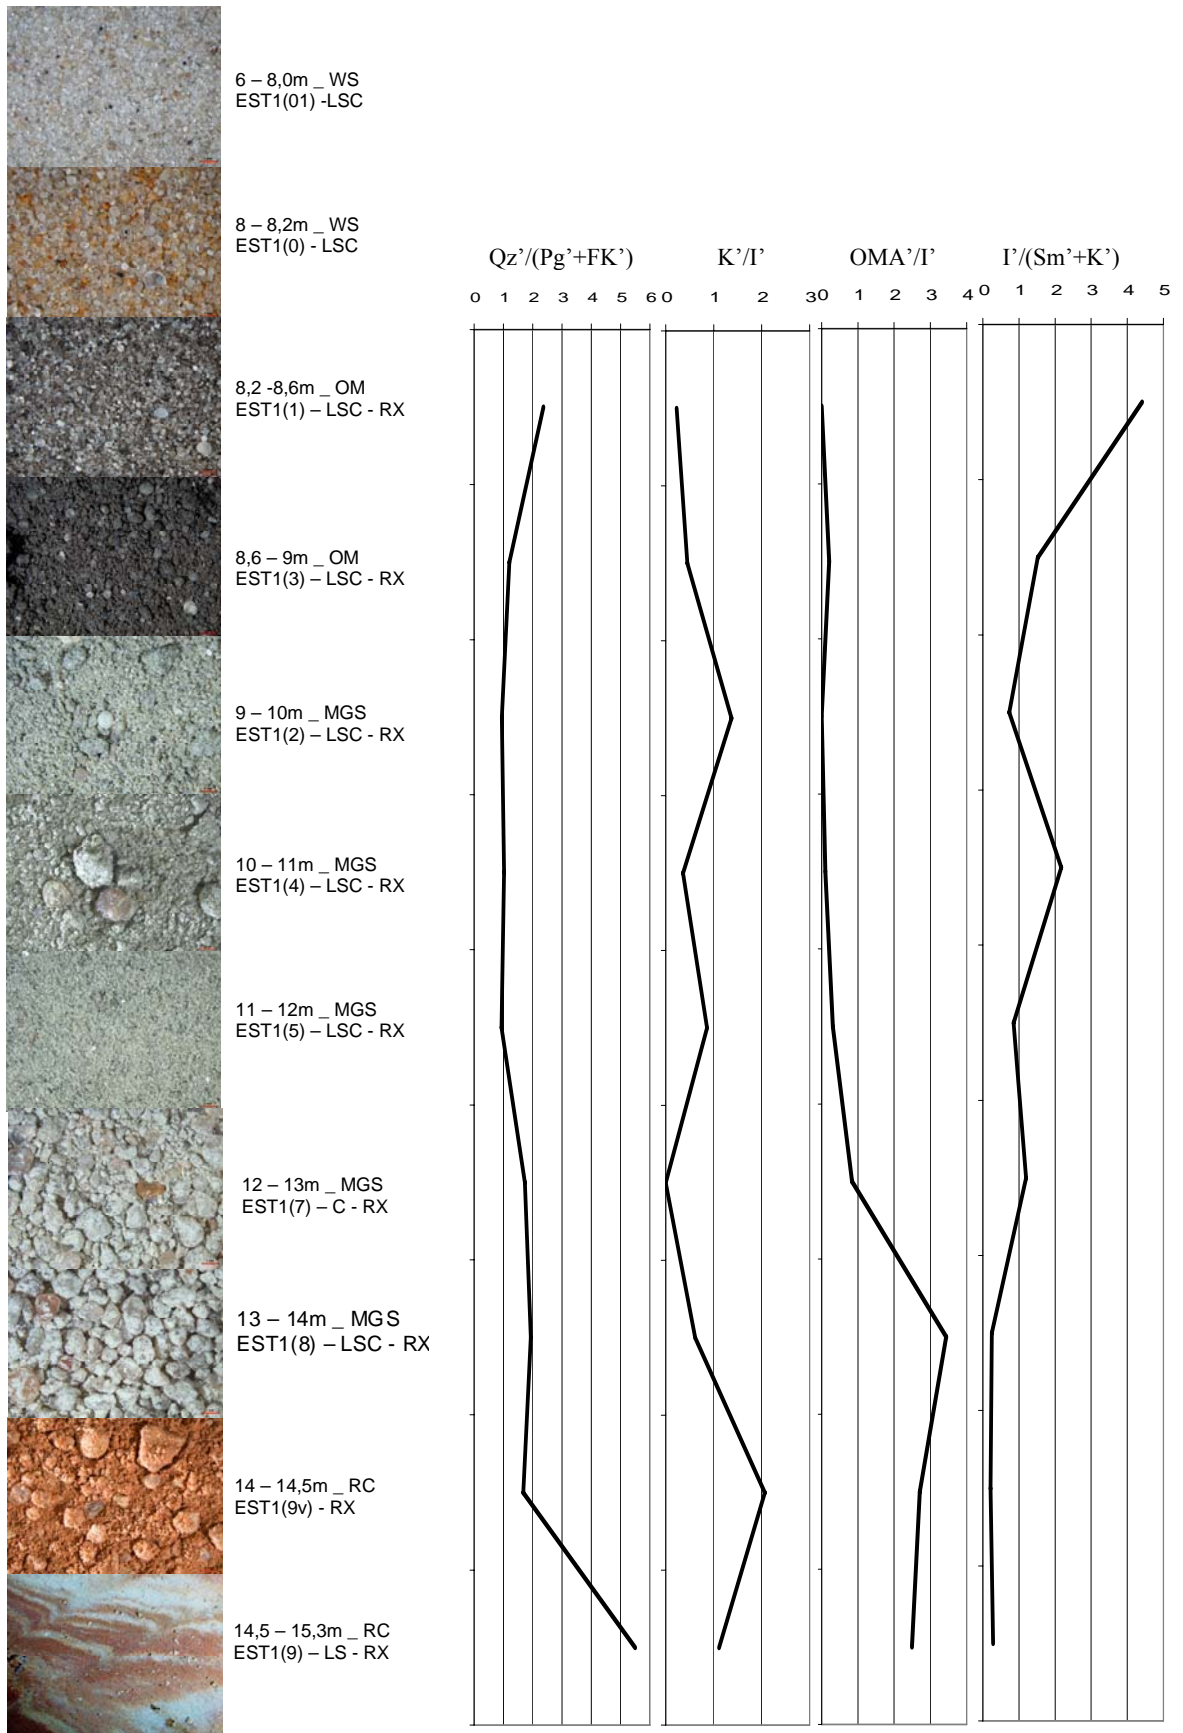 6 – 8,0m _ WS
EST1(01) -LSC
8 – 8,2m _ WS
EST1(0) - LSC
Qz’/(Pg’+FK’) K’/I’ OMA’/I’ I’/(Sm’+K’)
0 1 2 3 4 5 6 0 1 2 3 0 1 2 3 4 0 1 2 3 4 5
8,2 -8,6m _ OM
EST1(1) – LSC - RX
8,6 – 9m _ OM
EST1(3) – LSC - RX
9 – 10m _ MGS
EST1(2) – LSC - RX
10 – 11m _ MGS
EST1(4) – LSC - RX
11 – 12m _ MGS
EST1(5) – LSC - RX
12 – 13m _ MGS
EST1(7) – C - RX
13 – 14m _ MGS
EST1(8) – LSC - RX
14 – 14,5m _ RC
EST1(9v) - RX
14,5 – 15,3m _ RC
EST1(9) – LS - RX